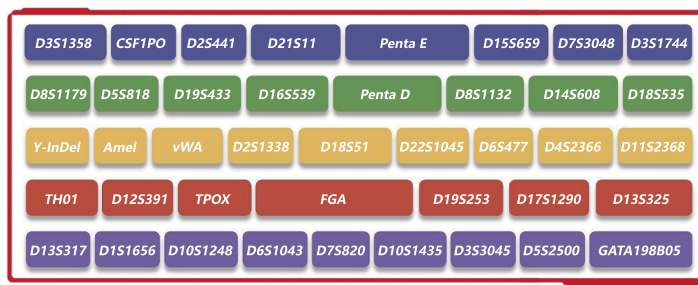 D3S1358 CSF1PO D2S441 D21S11 Penta E D15S659 D7S3048 D3S1744
D8S1179 D5S818 D19S433 D16S539 Penta D D8S1132 D14S608 D18S535
Y-InDel Amel vWA D2S1338 D18S51 D22S1045 D6S477 D4S2366 D11S2368
TH01 D12S391 TPOX FGA D19S253 D17S1290 D13S325
D13S317 D1S1656 D10S1248 D6S1043 D7S820 D10S1435 D3S3045 D5S2500 GATA198B05